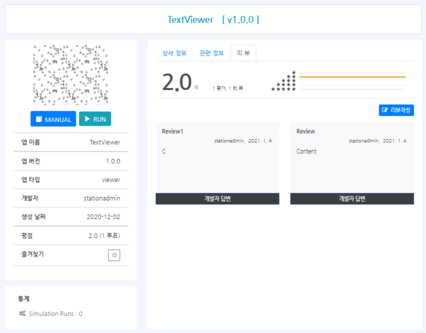 TextViewer [ v1,0,0 ]
MANUAL
RUN
앱 이름 TextViewer
앱 버전 1.0.0
앱 타입 viewer
개발자 stationadmin
생성 날짜 2020-12-02
평점 2.0 (1 투표)
즐겨찾기
통계
Simulation Runs : 0
상세 정보 관련 정보 리 뷰
2.0 /5 1 평가, 1 리 뷰
리뷰작성
Review1
stationadmin, 2021. 1. 4.
C
개발자 답변
Review
stationadmin, 2021. 1. 4.
Content
개발자 답변